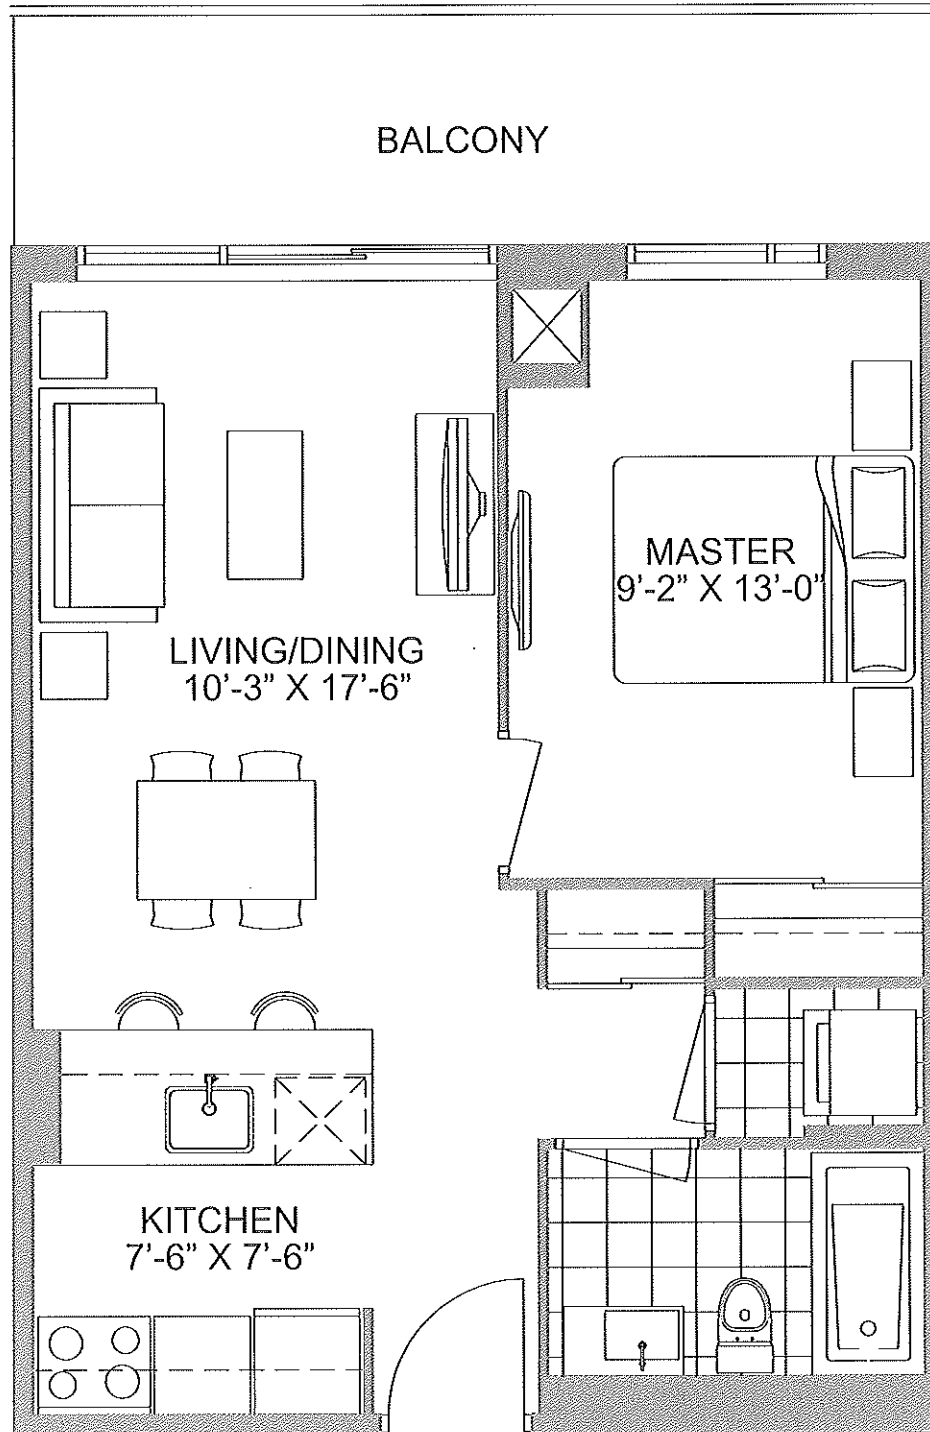 BALCONY
MASTER
9’-2” X 13’-0”
LIVING/DINING
10’-3” X 17’-6”
KITCHEN
7’-6” X 7’-6”